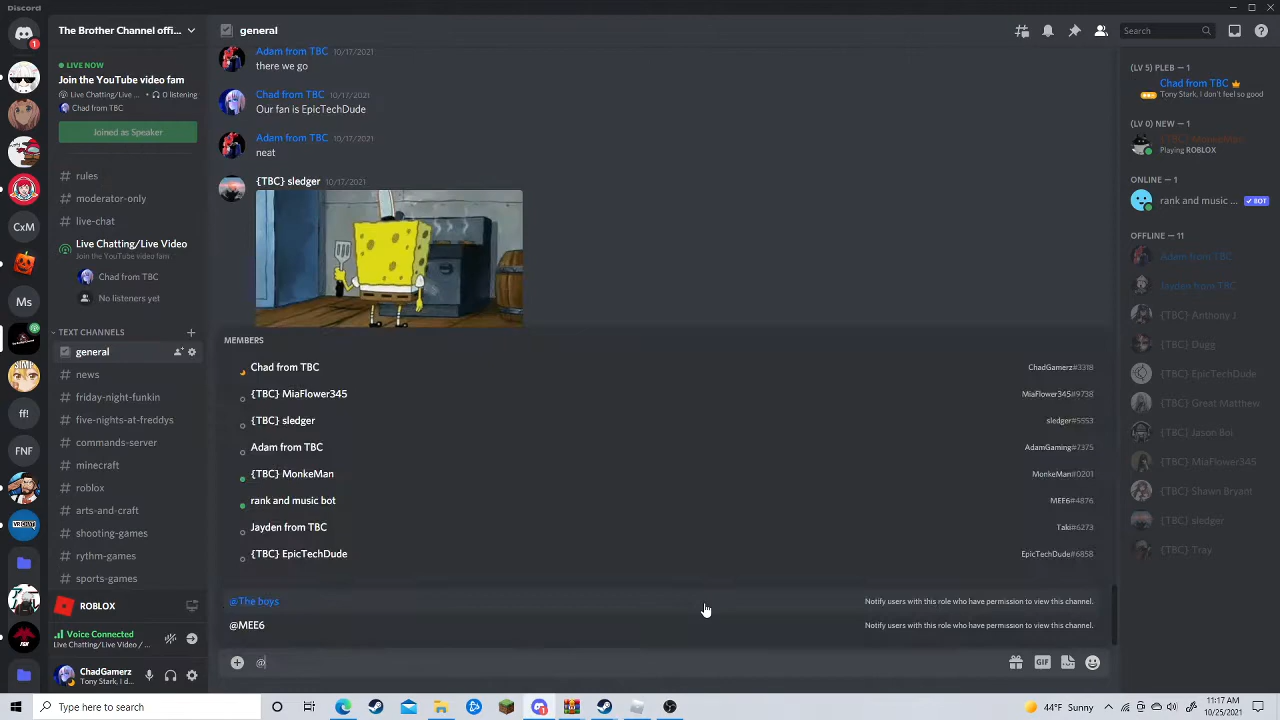 Discord
The Brother Channel offi...
LIVE NOW
Join the YouTube video fam
Live Chatting/Live ... • 0 listening
Chad from TBC
Joined as Speaker
rules
moderator-only
live-chat
Live Chatting/Live Video
Join the YouTube video fam
Chad from TBC
No listeners yet
TEXT CHANNELS
general
news
friday-night-funkin
five-nights-at-freddys
commands-server
minecraft
roblox
arts-and-craft
shooting-games
rythm-games
sports-games
ROBLOX
Voice Connected
Live Chatting/Live Video / ...
ChadGamerz
Tony Stark, I d...
1
CxM
Ms
ff!
FNF
general
Search
Adam from TBC 10/17/2021
there we go
Chad from TBC 10/17/2021
Our fan is EpicTechDude
Adam from TBC 10/17/2021
neat
{TBC} sledger 10/17/2021
MEMBERS
Chad from TBC ChadGamerz#3318
{TBC} MiaFlower345 MiaFlower345#9738
{TBC} sledger sledger#5553
Adam from TBC AdamGaming#7375
{TBC} MonkeMan MonkeMan#0201
rank and music bot MEE6#4876
Jayden from TBC Taki#6273
{TBC} EpicTechDude EpicTechDude#6858
@The boys Notify users with this role who have permission to view this channel.
@MEE6 Notify users with this role who have permission to view this channel.
@
GIF
(LV 5) PLEB — 1
Chad from TBC
Tony Stark, I don't feel so good
(LV 0) NEW — 1
{TBC} MonkeMan
Playing ROBLOX
ONLINE — 1
rank and music ... BOT
OFFLINE — 11
Adam from TBC
Jayden from TBC
{TBC} Anthony J
{TBC} Dogg
{TBC} EpicTechDude
{TBC} Great Matthew
{TBC} Jason Boi
{TBC} MiaFlower345
{TBC} Shawn Bryant
{TBC} sledger
{TBC} Tray
Type here to search
44°F Sunny
11:17 AM
10/25/2021